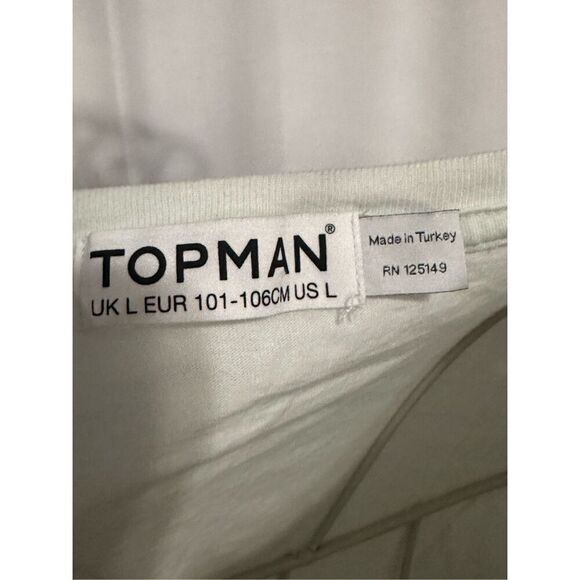 TOPMAN®
UK L EUR 101-106CM US L
Made in Turkey
RN 125149